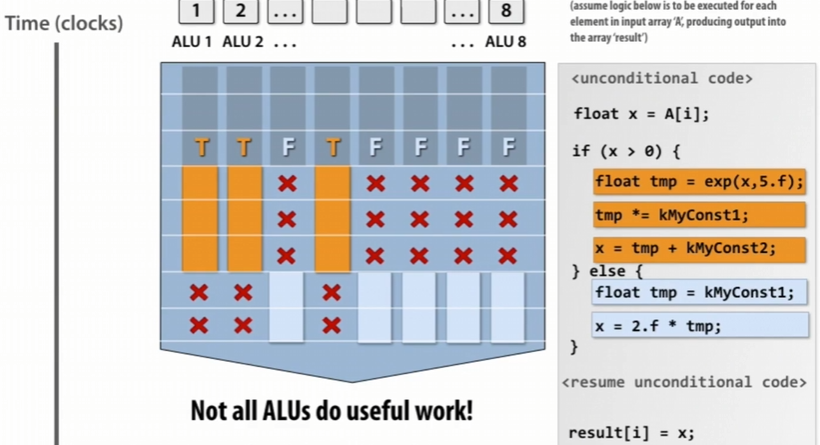 Time (clocks)
1 2 ... ... 8
ALU 1 ALU 2 ... ... ALU 8
T T F T F F F F
Not all ALUs do useful work!
(assume logic below is to be executed for each
element in input array ‘A’, producing output into
the array ‘result’)
<unconditional code>
float x = A[i];
if (x > 0) {
float tmp = exp(x,5.f);
tmp *= kMyConst1;
x = tmp + kMyConst2;
} else {
float tmp = kMyConst1;
x = 2.f * tmp;
}
<resume unconditional code>
result[i] = x;